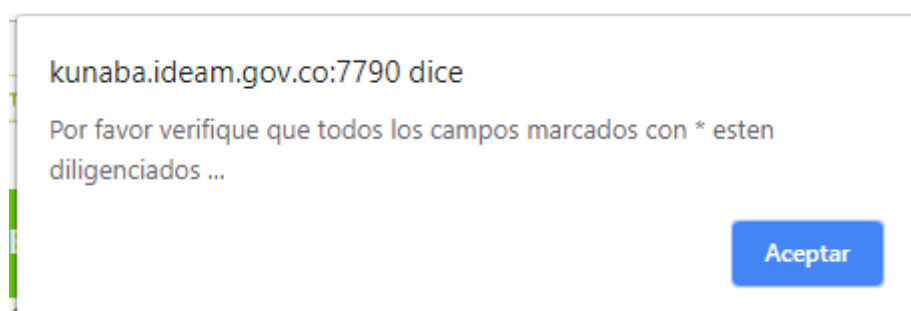 kunaba.ideam.gov.co:7790 dice
Por favor verifique que todos los campos marcados con * esten
diligenciados ...
Aceptar